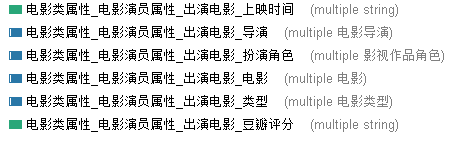 电影类属性_电影演员属性_出演电影_上映时间 (multiple string)
电影类属性_电影演员属性_出演电影_导演 (multiple 电影导演)
电影类属性_电影演员属性_出演电影_扮演角色 (multiple 影视作品角色)
电影类属性_电影演员属性_出演电影_电影 (multiple 电影)
电影类属性_电影演员属性_出演电影_类型 (multiple 电影类型)
电影类属性_电影演员属性_出演电影_豆瓣评分 (multiple string)